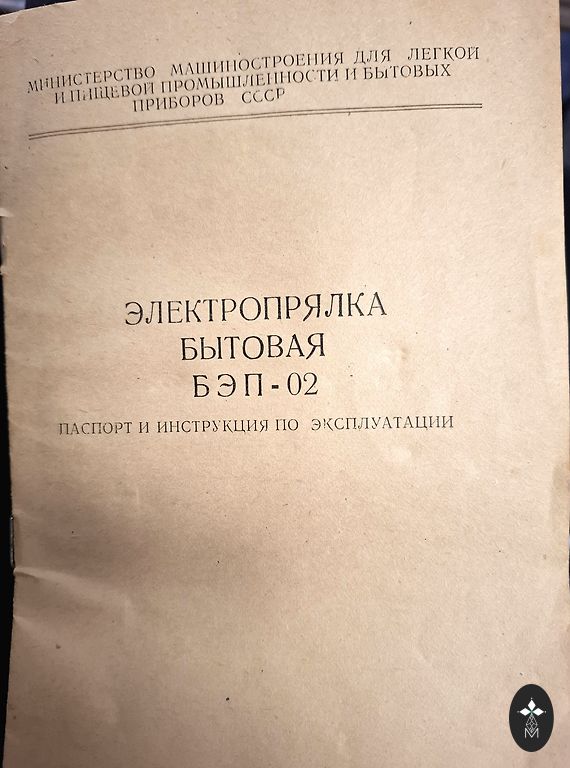 МИНИСТЕРСТВО МАШИНОСТРОЕНИЯ ДЛЯ ЛЕГКОЙ
И ПИЩЕВОЙ ПРОМЫШЛЕННОСТИ И БЫТОВЫХ
ПРИБОРОВ СССР
ЭЛЕКТРОПРЯЛКА
БЫТОВАЯ
БЭП-02
ПАСПОРТ И ИНСТРУКЦИЯ ПО ЭКСПЛУАТАЦИИ
М